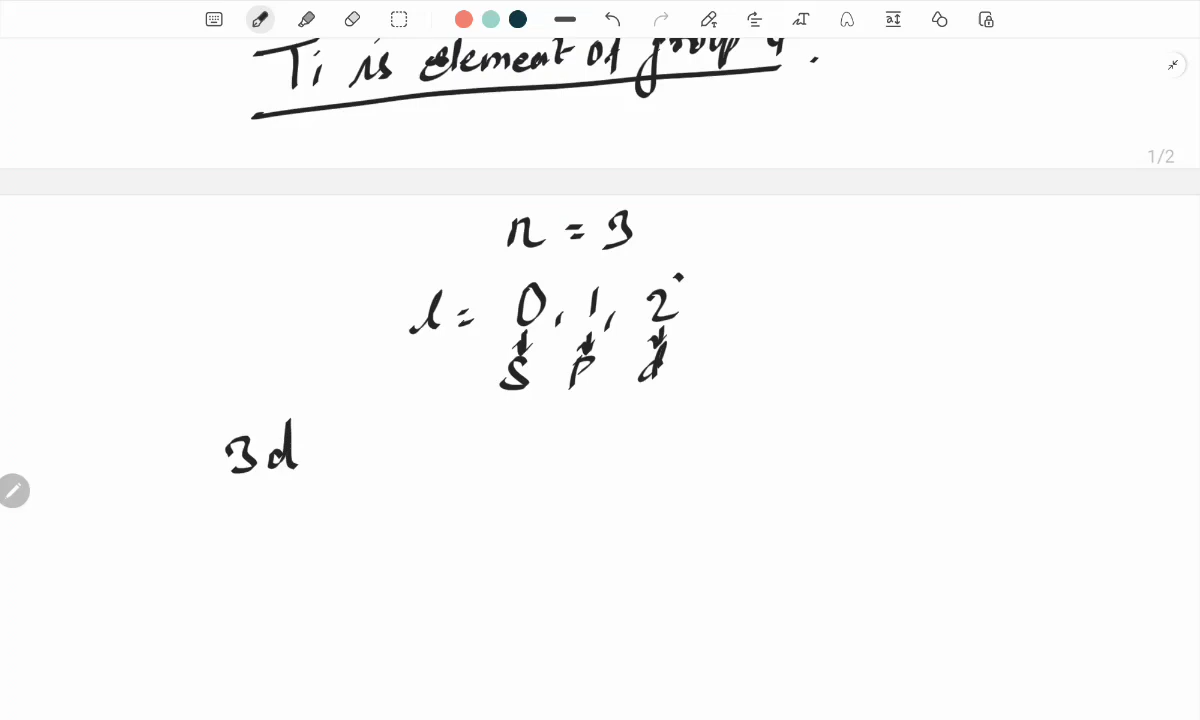 Ti is element of group 4.
1/2
n = 3
l = 0, 1, 2
s p d
3d